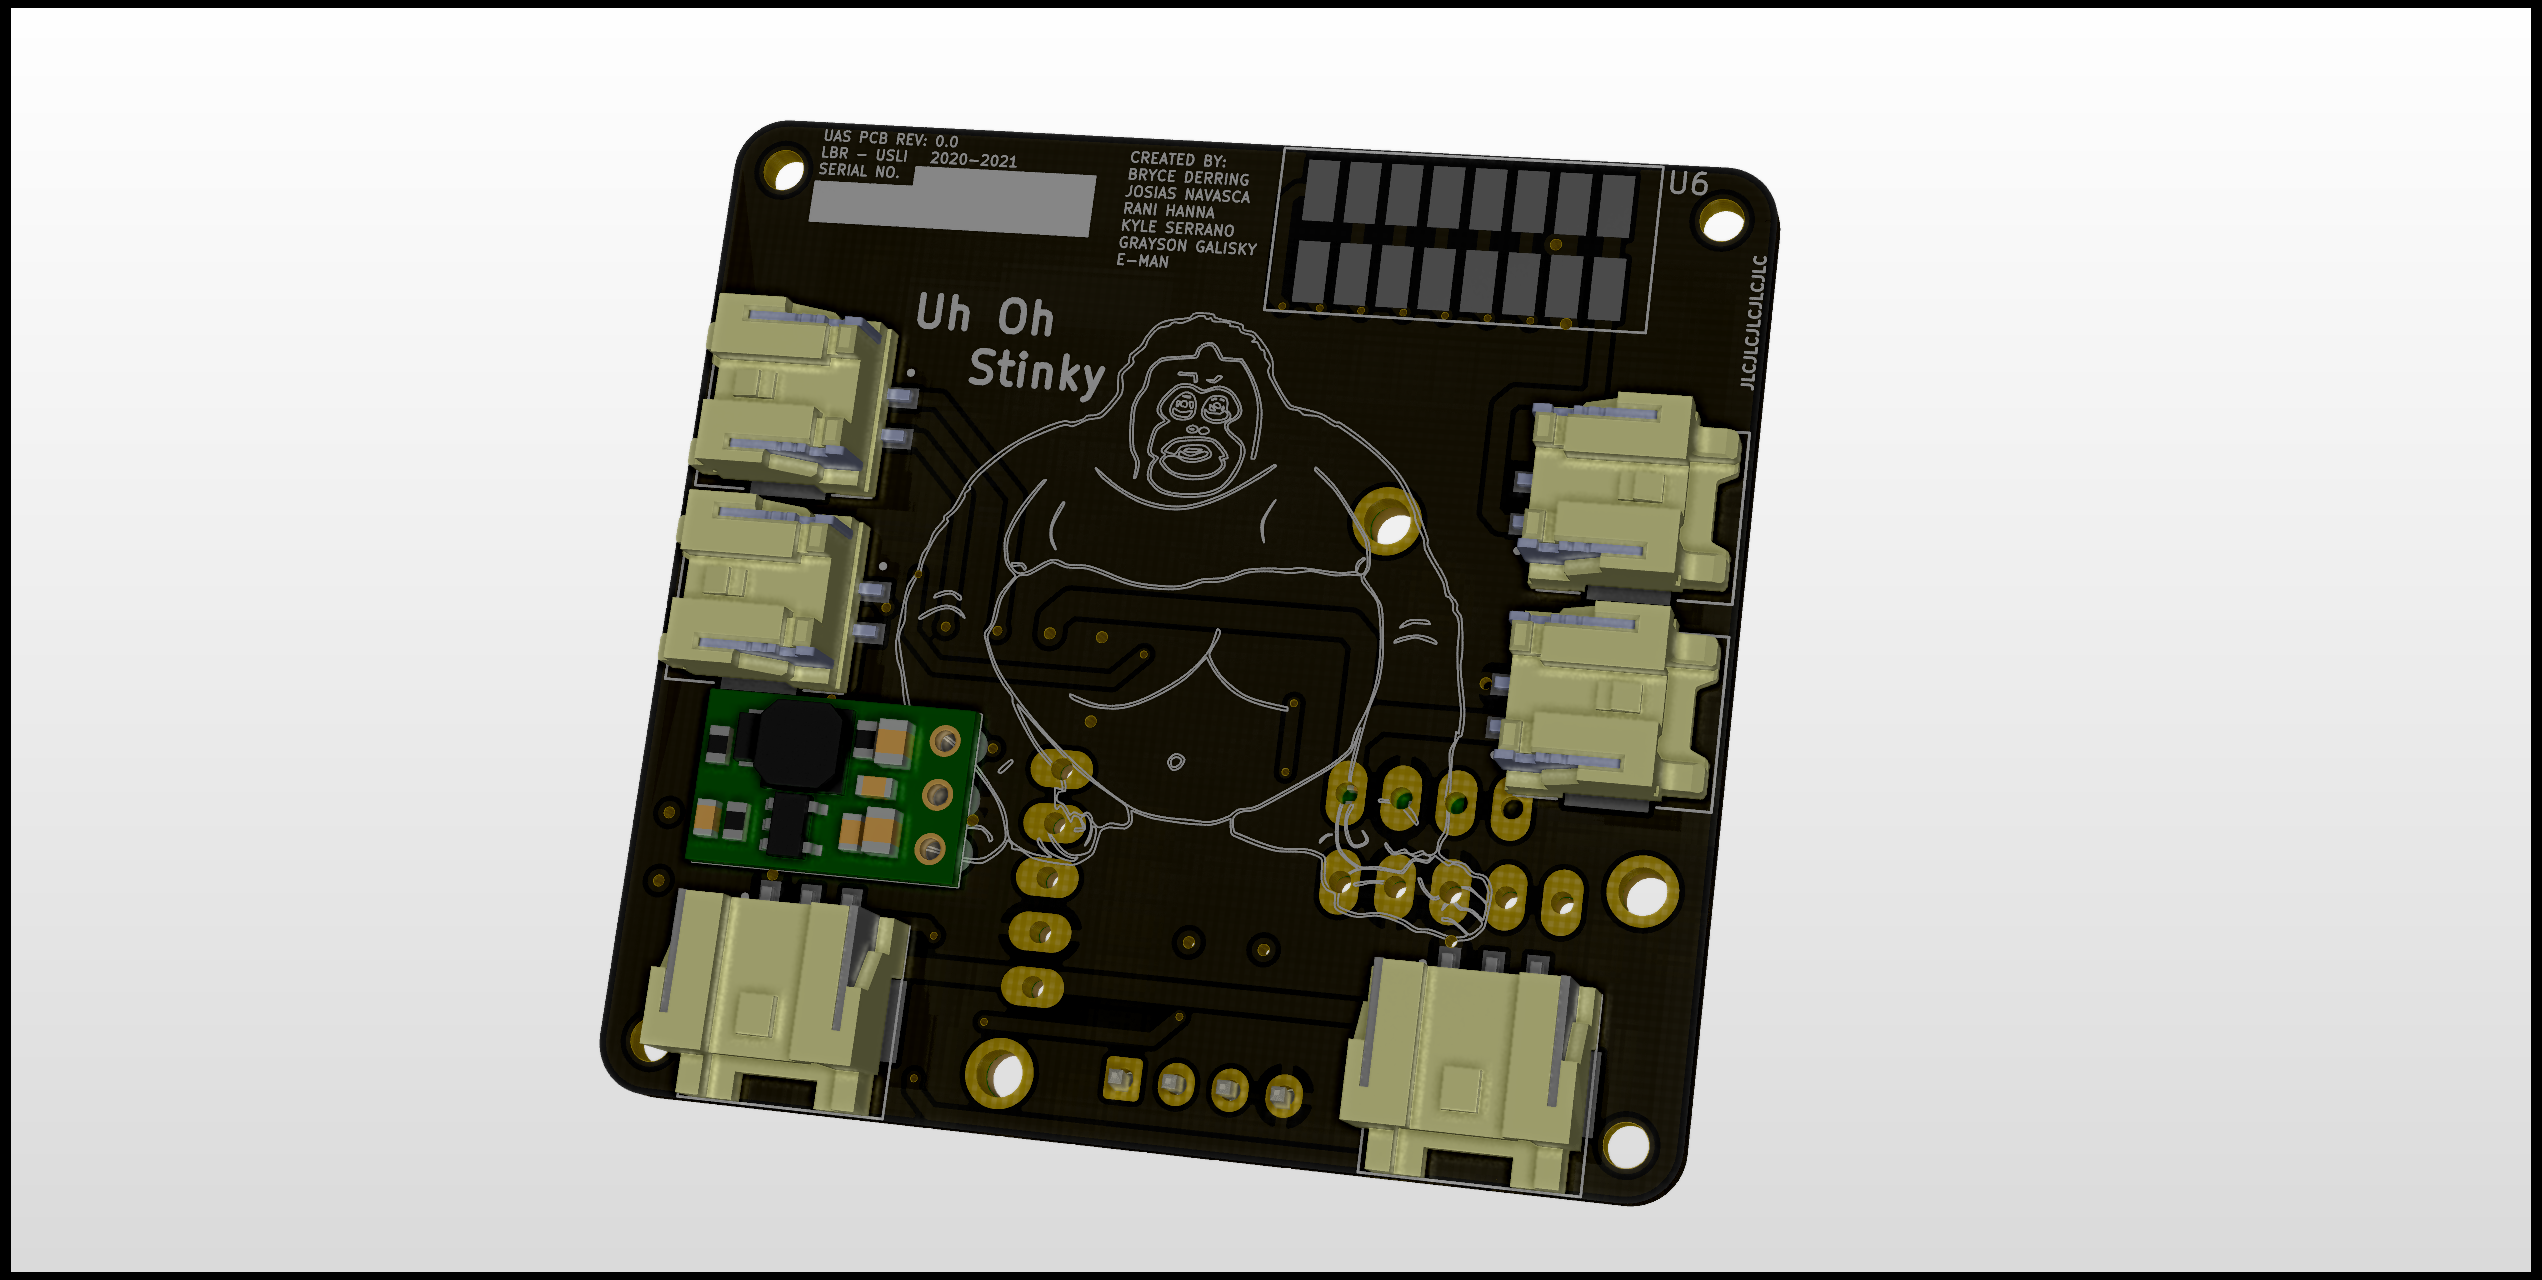 UAS PCB REV: 0.0
LBR - USLI 2020-2021
SERIAL NO.
CREATED BY:
BRYCE DERRING
JOSIAS NAVASCA
RANI HANNA
KYLE SERRANO
GRAYSON GALISKY
E-MAN
U6
JLCJLCJLCJLCJLC
Uh Oh
Stinky